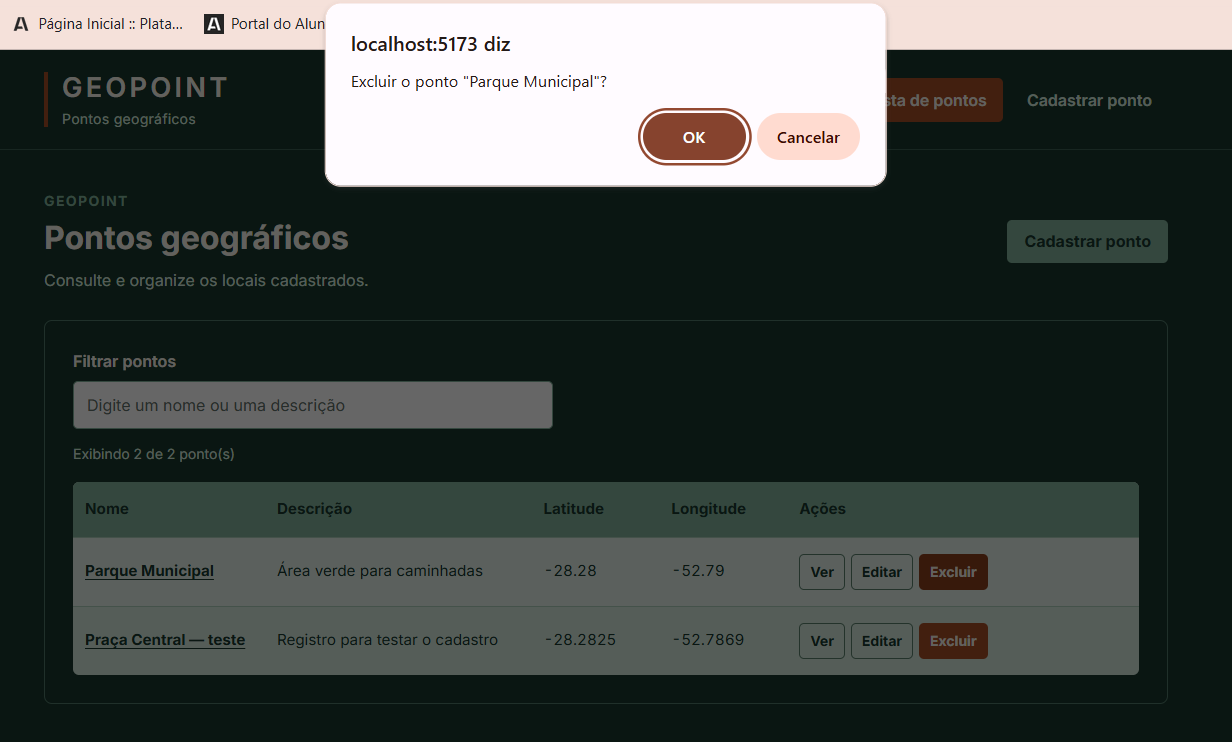 Página Inicial :: Plata...
Portal do Alun
localhost:5173 diz
Excluir o ponto "Parque Municipal"?
OK
Cancelar
GEOPOINT
Pontos geográficos
sta de pontos
Cadastrar ponto
GEOPOINT
Pontos geográficos
Cadastrar ponto
Consulte e organize os locais cadastrados.
Filtrar pontos
Digite um nome ou uma descrição
Exibindo 2 de 2 ponto(s)
Nome Descrição Latitude Longitude Ações
Parque Municipal Área verde para caminhadas -28.28 -52.79 Ver Editar Excluir
Praça Central — teste Registro para testar o cadastro -28.2825 -52.7869 Ver Editar Excluir